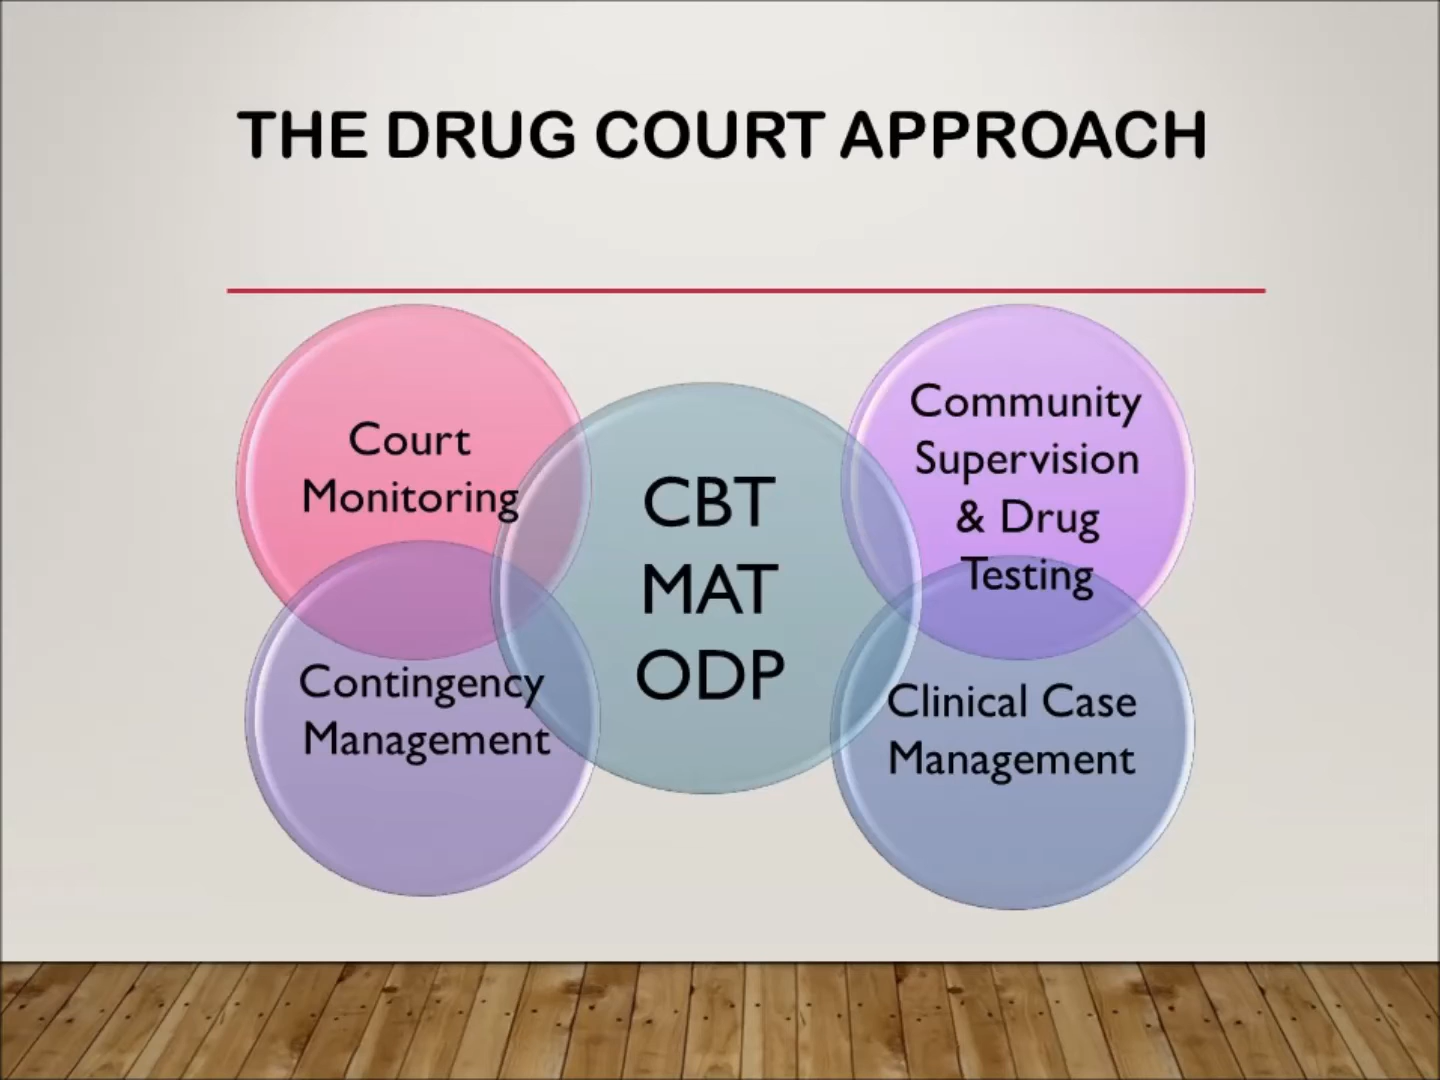 THE DRUG COURT APPROACH
Court
Monitoring
Contingency
Management
CBT
MAT
ODP
Community
Supervision
& Drug
Testing
Clinical Case
Management